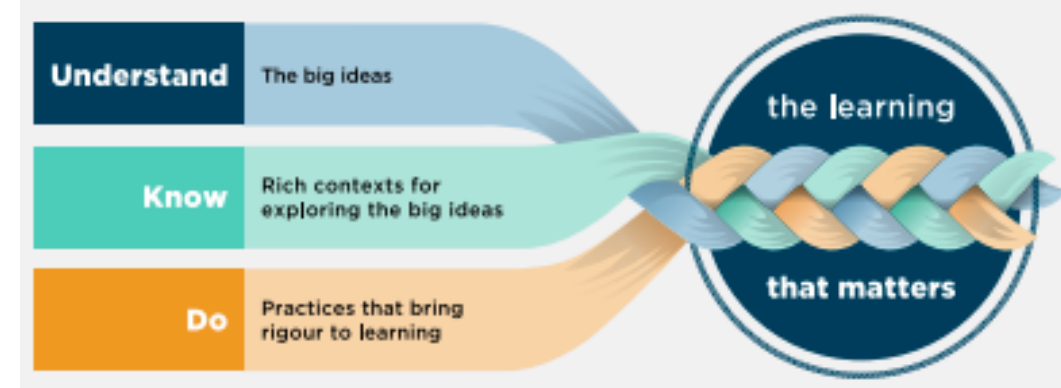 Understand
The big ideas
Know
Rich contexts for
exploring the big ideas
Do
Practices that bring
rigour to learning
the learning
that matters